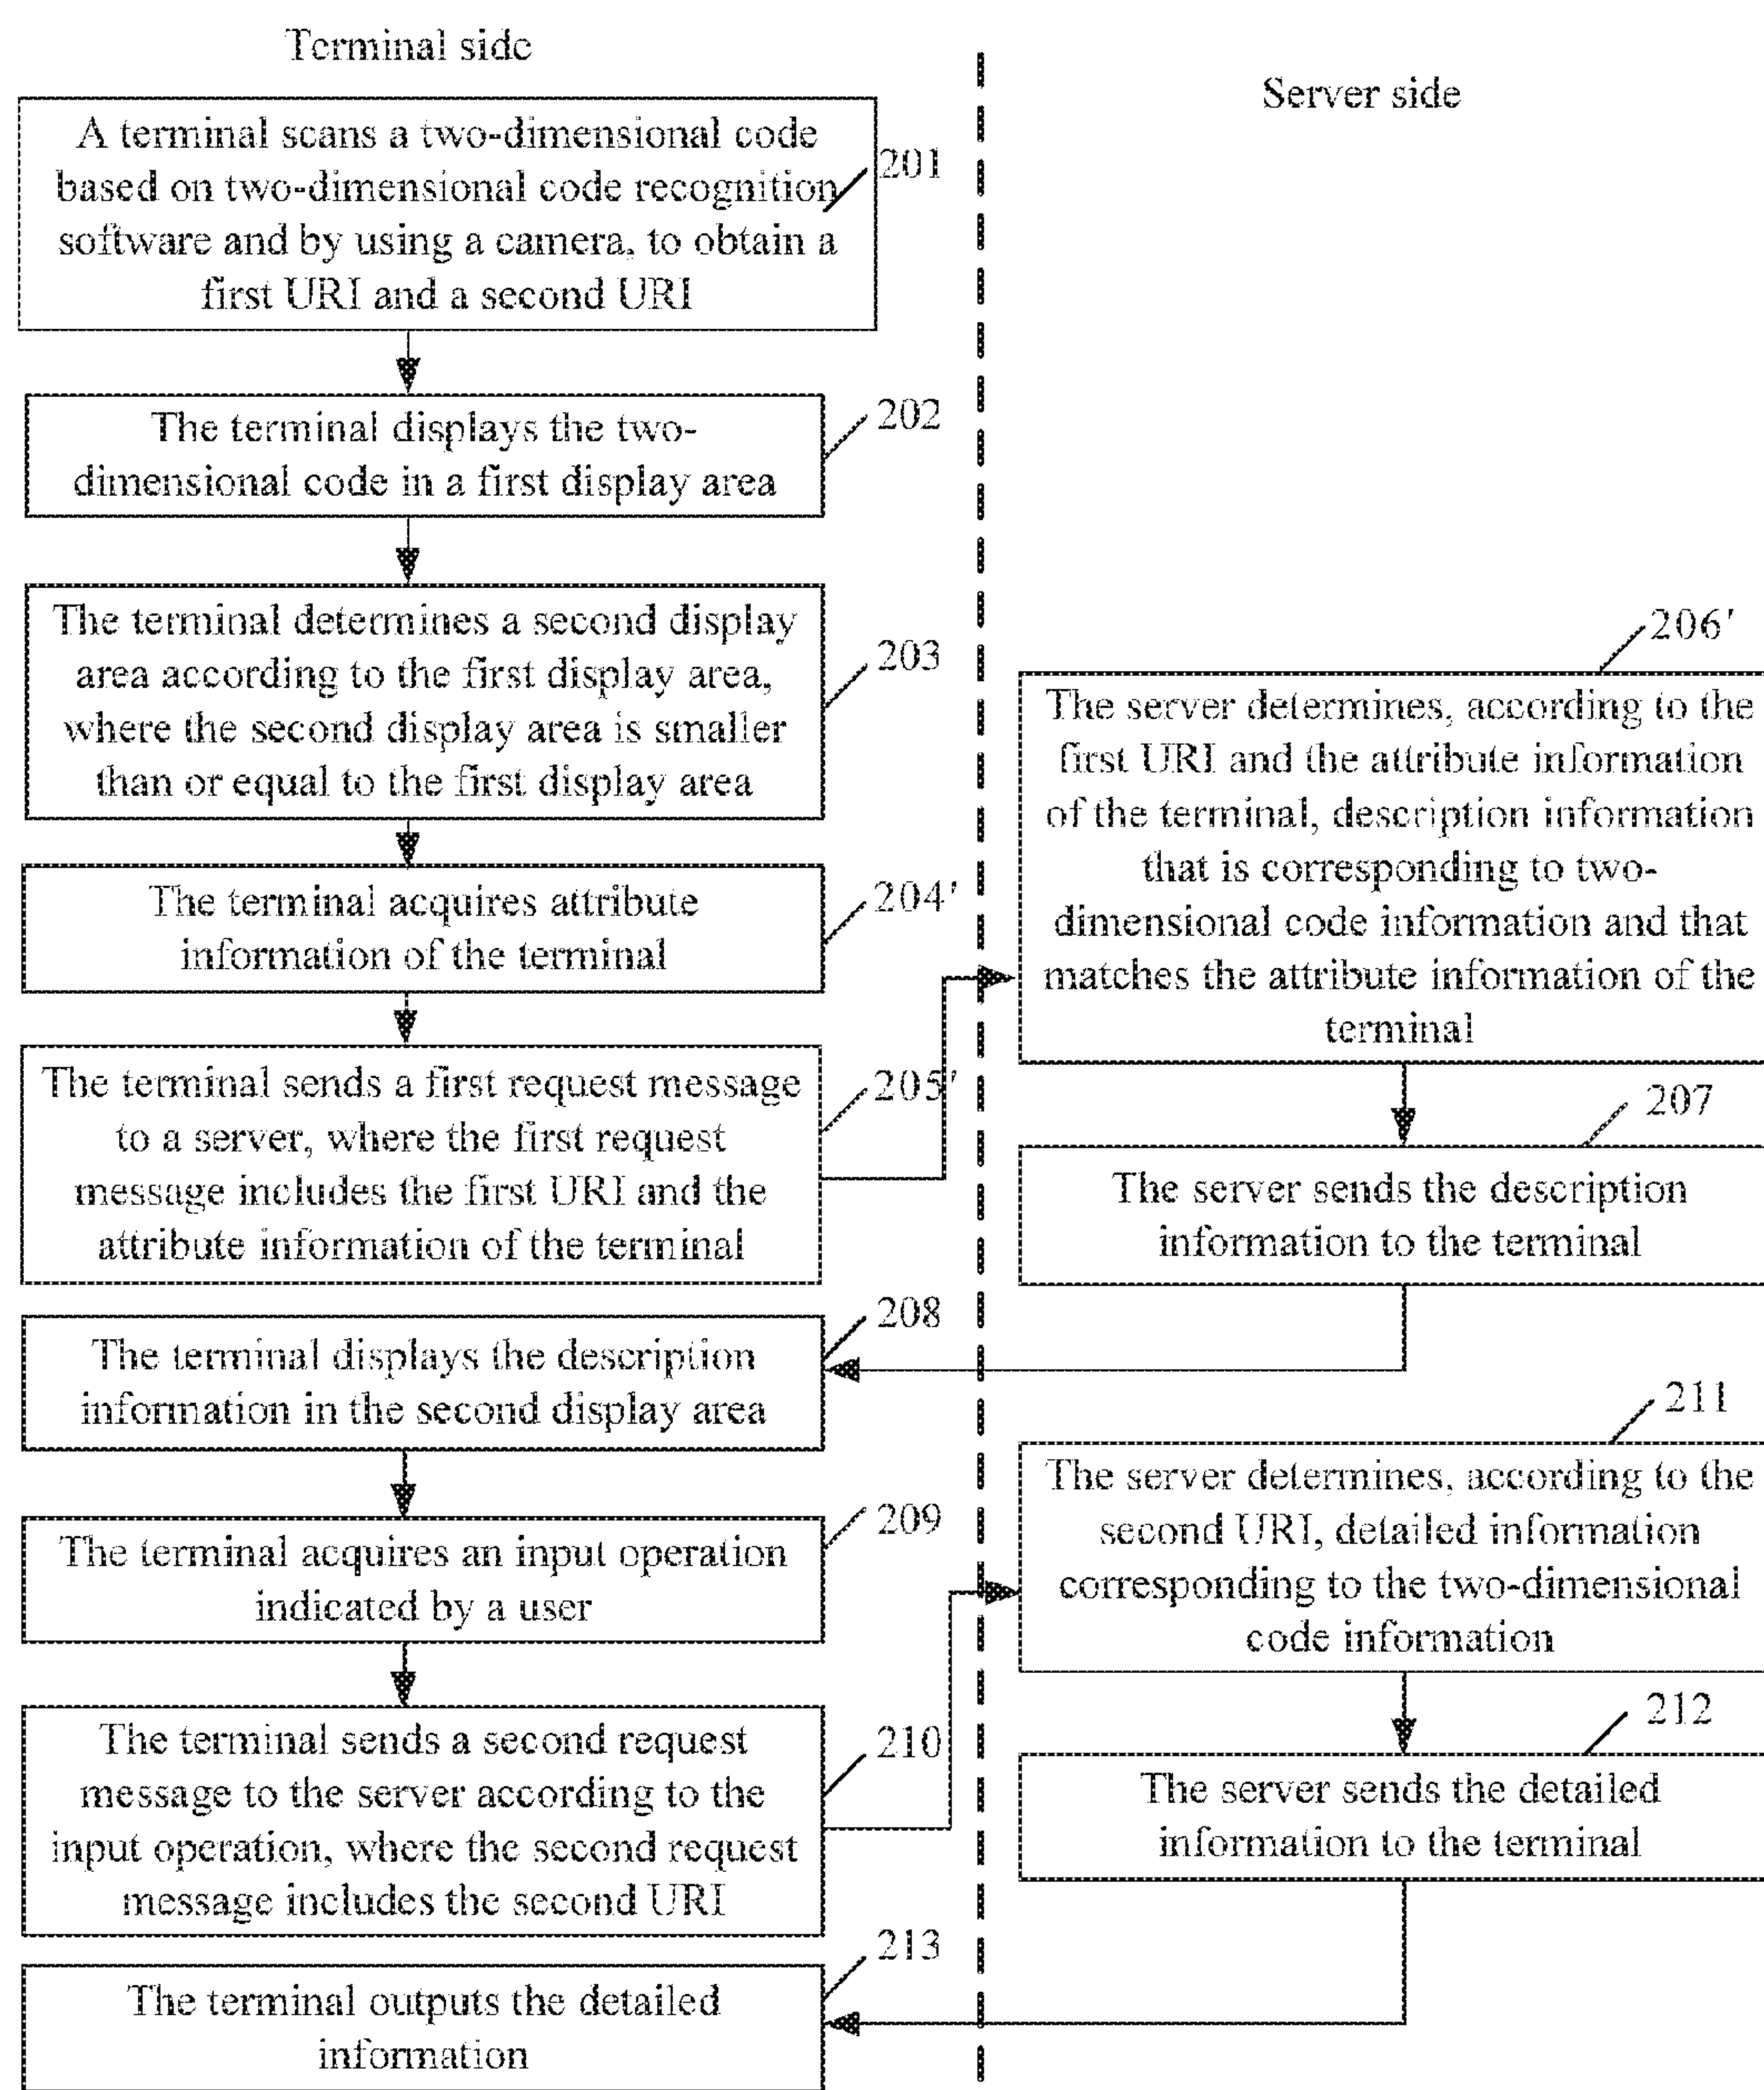 Terminal side
Server side
A terminal scans a two-dimensional code
based on two-dimensional code recognition
software and by using a camera, to obtain a
first URI and a second URI
201
The terminal displays the two-
dimensional code in a first display area
202
The terminal determines a second display
area according to the first display area,
where the second display area is smaller
than or equal to the first display area
203
The terminal acquires attribute
information of the terminal
204'
The terminal sends a first request message
to a server, where the first request
message includes the first URI and the
attribute information of the terminal
205'
206'
The server determines, according to the
first URI and the attribute information
of the terminal, description information
that is corresponding to two-
dimensional code information and that
matches the attribute information of the
terminal
207
The server sends the description
information to the terminal
208
The terminal displays the description
information in the second display area
209
The terminal acquires an input operation
indicated by a user
210
The terminal sends a second request
message to the server according to the
input operation, where the second request
message includes the second URI
211
The server determines, according to the
second URI, detailed information
corresponding to the two-dimensional
code information
212
The server sends the detailed
information to the terminal
213
The terminal outputs the detailed
information